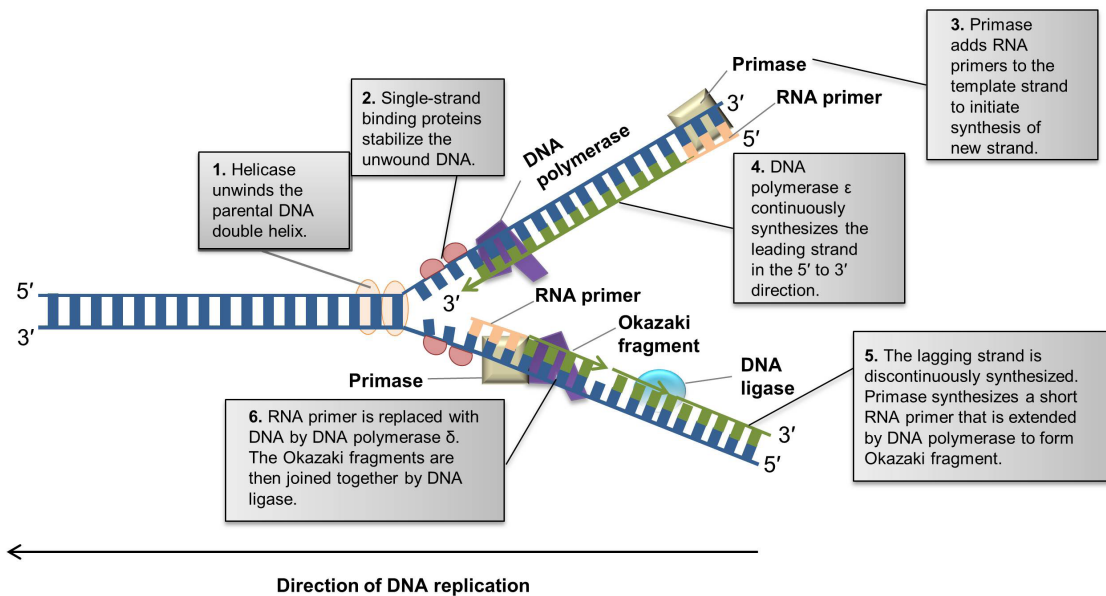 3. Primase
adds RNA
primers to the
template strand
to initiate
synthesis of
new strand.
Primase
2. Single-strand
binding proteins
stabilize the
unwound DNA.
3′
RNA primer
5′
DNA
polymerase
1. Helicase
unwinds the
parental DNA
double helix.
4. DNA
polymerase ε
continuously
synthesizes the
leading strand
in the 5′ to 3′
direction.
5′
3′
3′
RNA primer
Okazaki
fragment
Primase
DNA
ligase
5. The lagging strand is
discontinuously synthesized.
Primase synthesizes a short
RNA primer that is extended
by DNA polymerase to form
Okazaki fragment.
6. RNA primer is replaced with
DNA by DNA polymerase δ.
The Okazaki fragments are
then joined together by DNA
ligase.
3′
5′
Direction of DNA replication